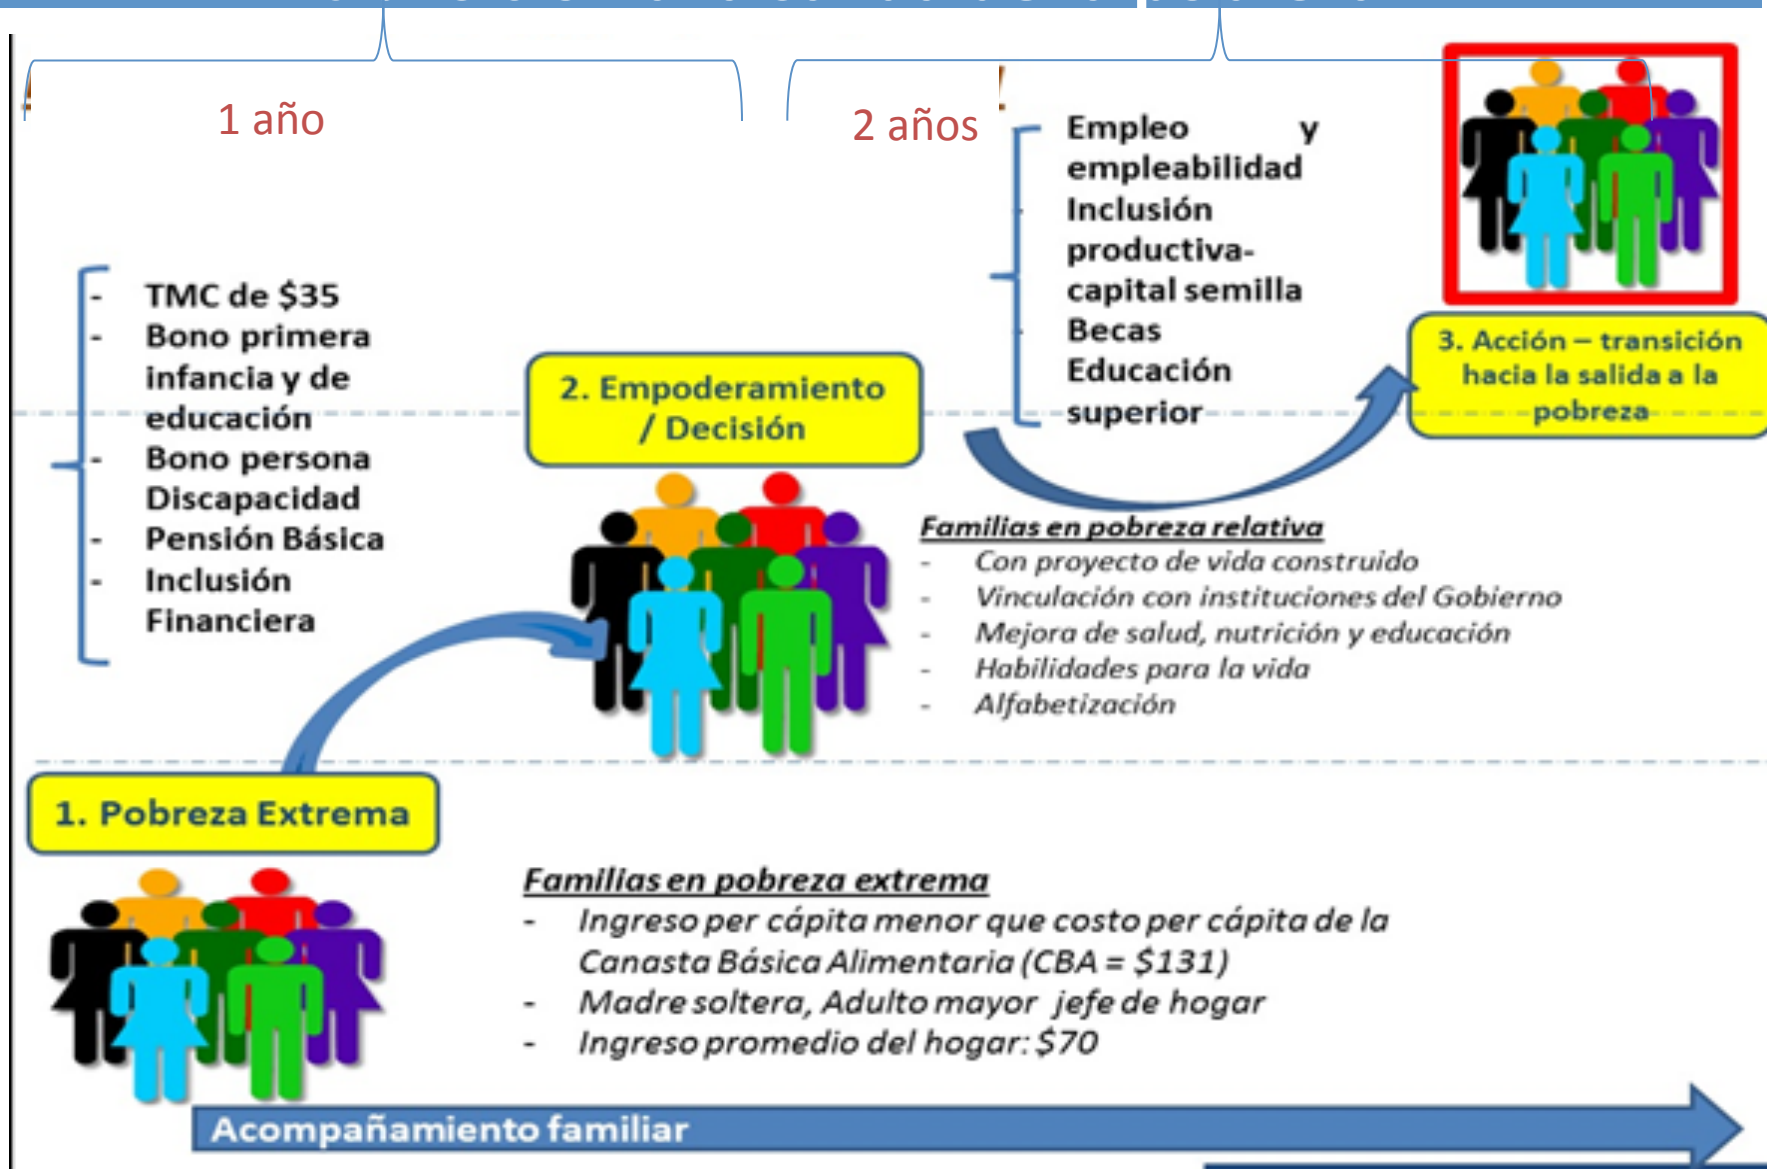 1 año
2 años
- TMC de $35
- Bono primera
infancia y de
educación
- Bono persona
Discapacidad
- Pensión Básica
- Inclusión
Financiera
Empleo y
empleabilidad
Inclusión
productiva-
capital semilla
Becas
Educación
superior
3. Acción – transición
hacia la salida a la
pobreza
2. Empoderamiento
/ Decisión
Familias en pobreza relativa
- Con proyecto de vida construido
- Vinculación con instituciones del Gobierno
- Mejora de salud, nutrición y educación
- Habilidades para la vida
- Alfabetización
1. Pobreza Extrema
Familias en pobreza extrema
- Ingreso per cápita menor que costo per cápita de la
Canasta Básica Alimentaria (CBA = $131)
- Madre soltera, Adulto mayor jefe de hogar
- Ingreso promedio del hogar: $70
Acompañamiento familiar